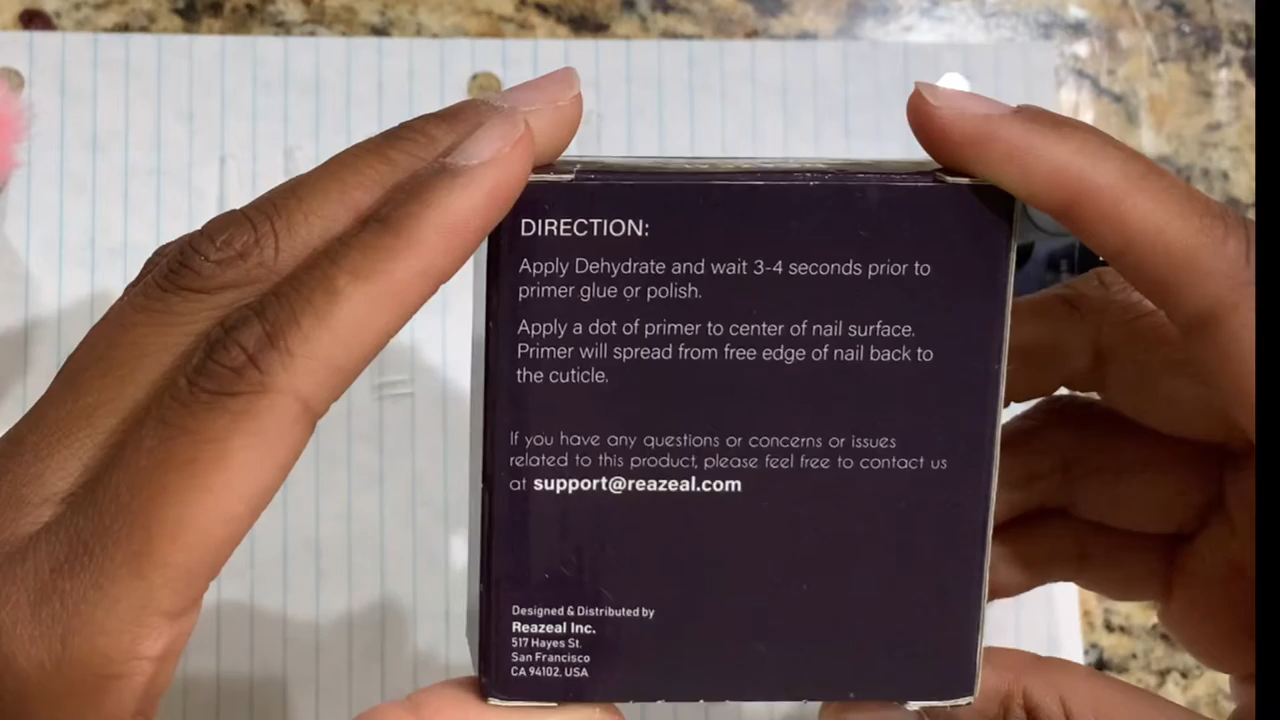 DIRECTION:
Apply Dehydrate and wait 3-4 seconds prior to
primer glue or polish.
Apply a dot of primer to center of nail surface.
Primer will spread from free edge of nail back to
the cuticle.
If you have any questions or concerns or issues
related to this product, please feel free to contact us
at support@reazeal.com
Designed & Distributed by
Reazeal Inc.
517 Hayes St.
San Francisco
CA 94102, USA